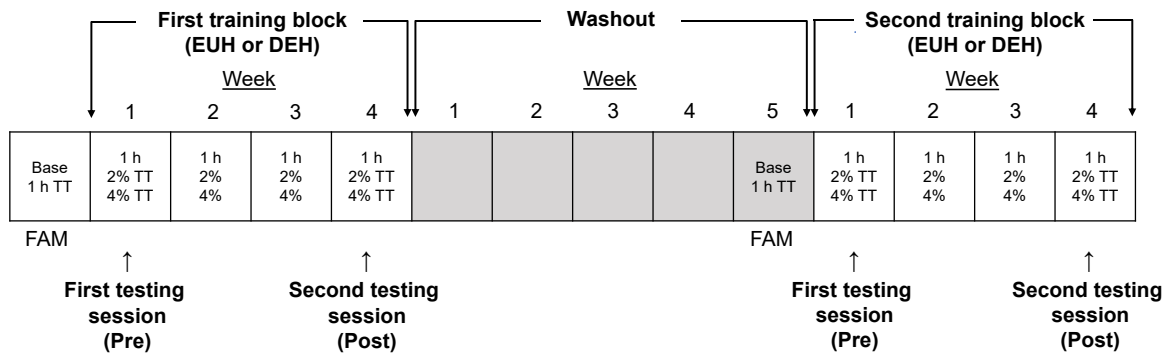 First training block
(EUH or DEH)
Washout
Second training block
(EUH or DEH)
Week
Week
Week
1
2
3
4
1
2
3
4
5
1
2
3
4
Base
1 h TT
1 h
2% TT
4% TT
1 h
2%
4%
1 h
2%
4%
1 h
2% TT
4% TT
Base
1 h TT
1 h
2% TT
4% TT
1 h
2%
4%
1 h
2%
4%
1 h
2% TT
4% TT
FAM
FAM
↑
↑
↑
↑
First testing
session
(Pre)
Second testing
session
(Post)
First testing
session
(Pre)
Second testing
session
(Post)